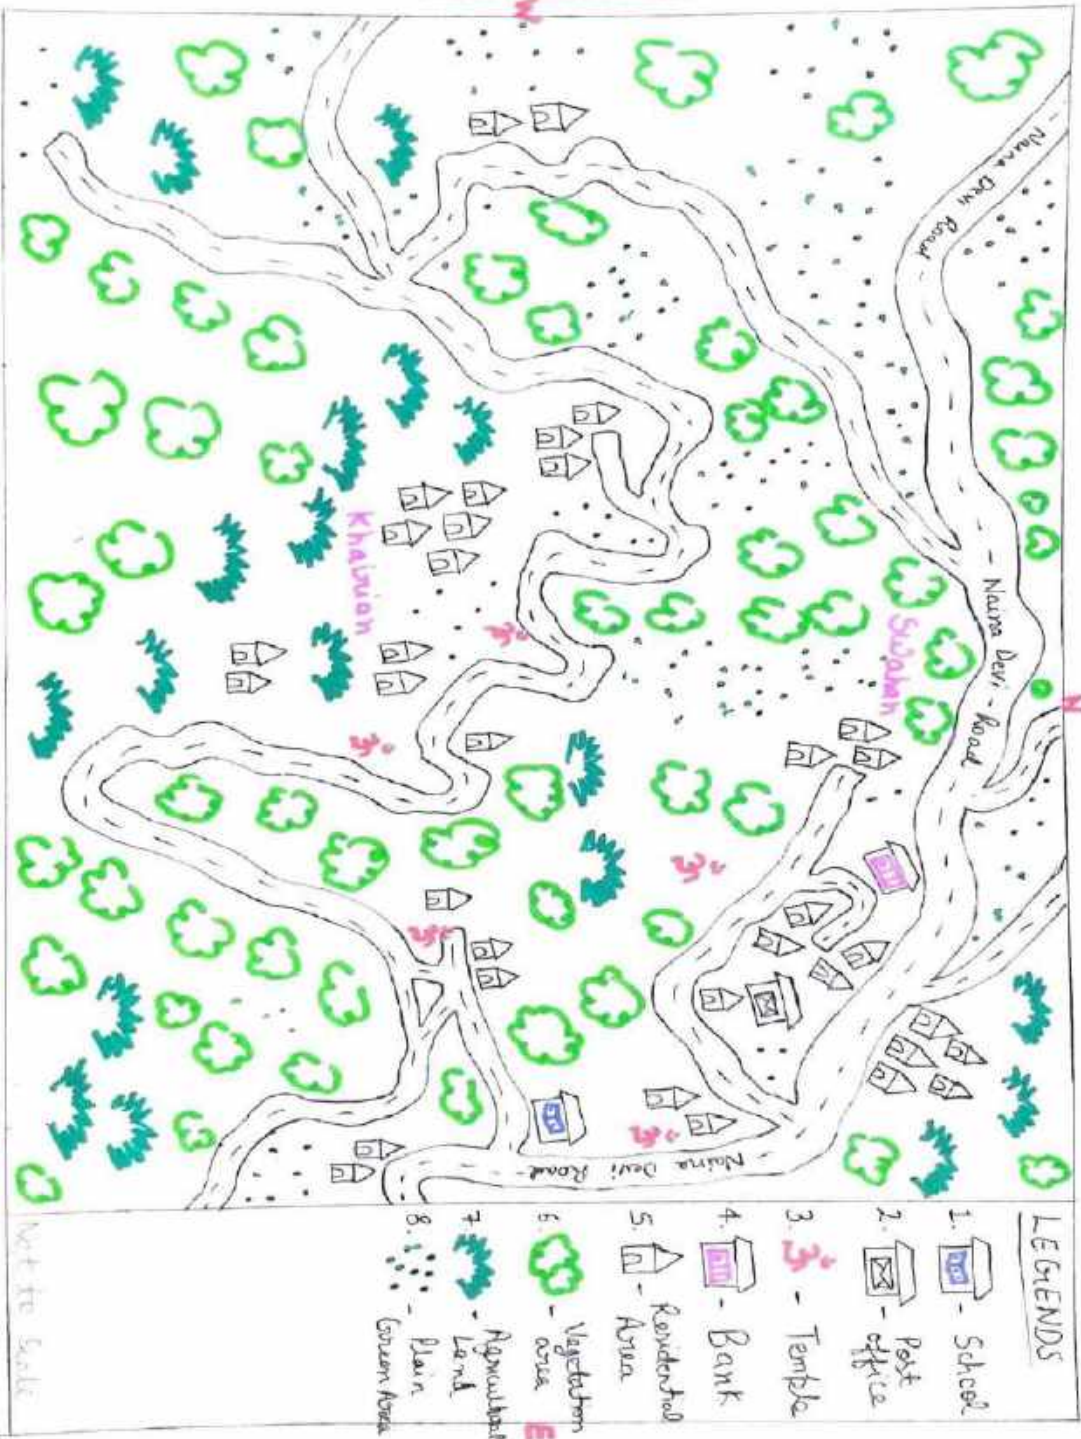 W
N
E
Naina Devi Road
Naina Devi - Road
Naina Devi Road
Swahan
Khairian
LEGENDS
1. - School
2. - Post
office
3. ॐ - Temple
4. - Bank
5. - Residential
Area
6. - Vegetation
area
7. - Agricultural
Land
8. - Plain
Green Area
Not to Scale
ॐ
ॐ
ॐ
ॐ
ॐ